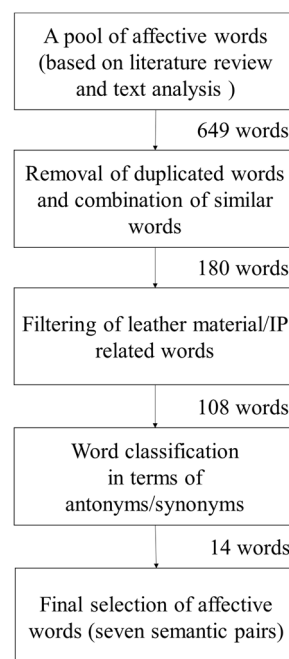 A pool of affective words
(based on literature review
and text analysis )
649 words
Removal of duplicated words
and combination of similar
words
180 words
Filtering of leather material/IP
related words
108 words
Word classification
in terms of
antonyms/synonyms
14 words
Final selection of affective
words (seven semantic pairs)